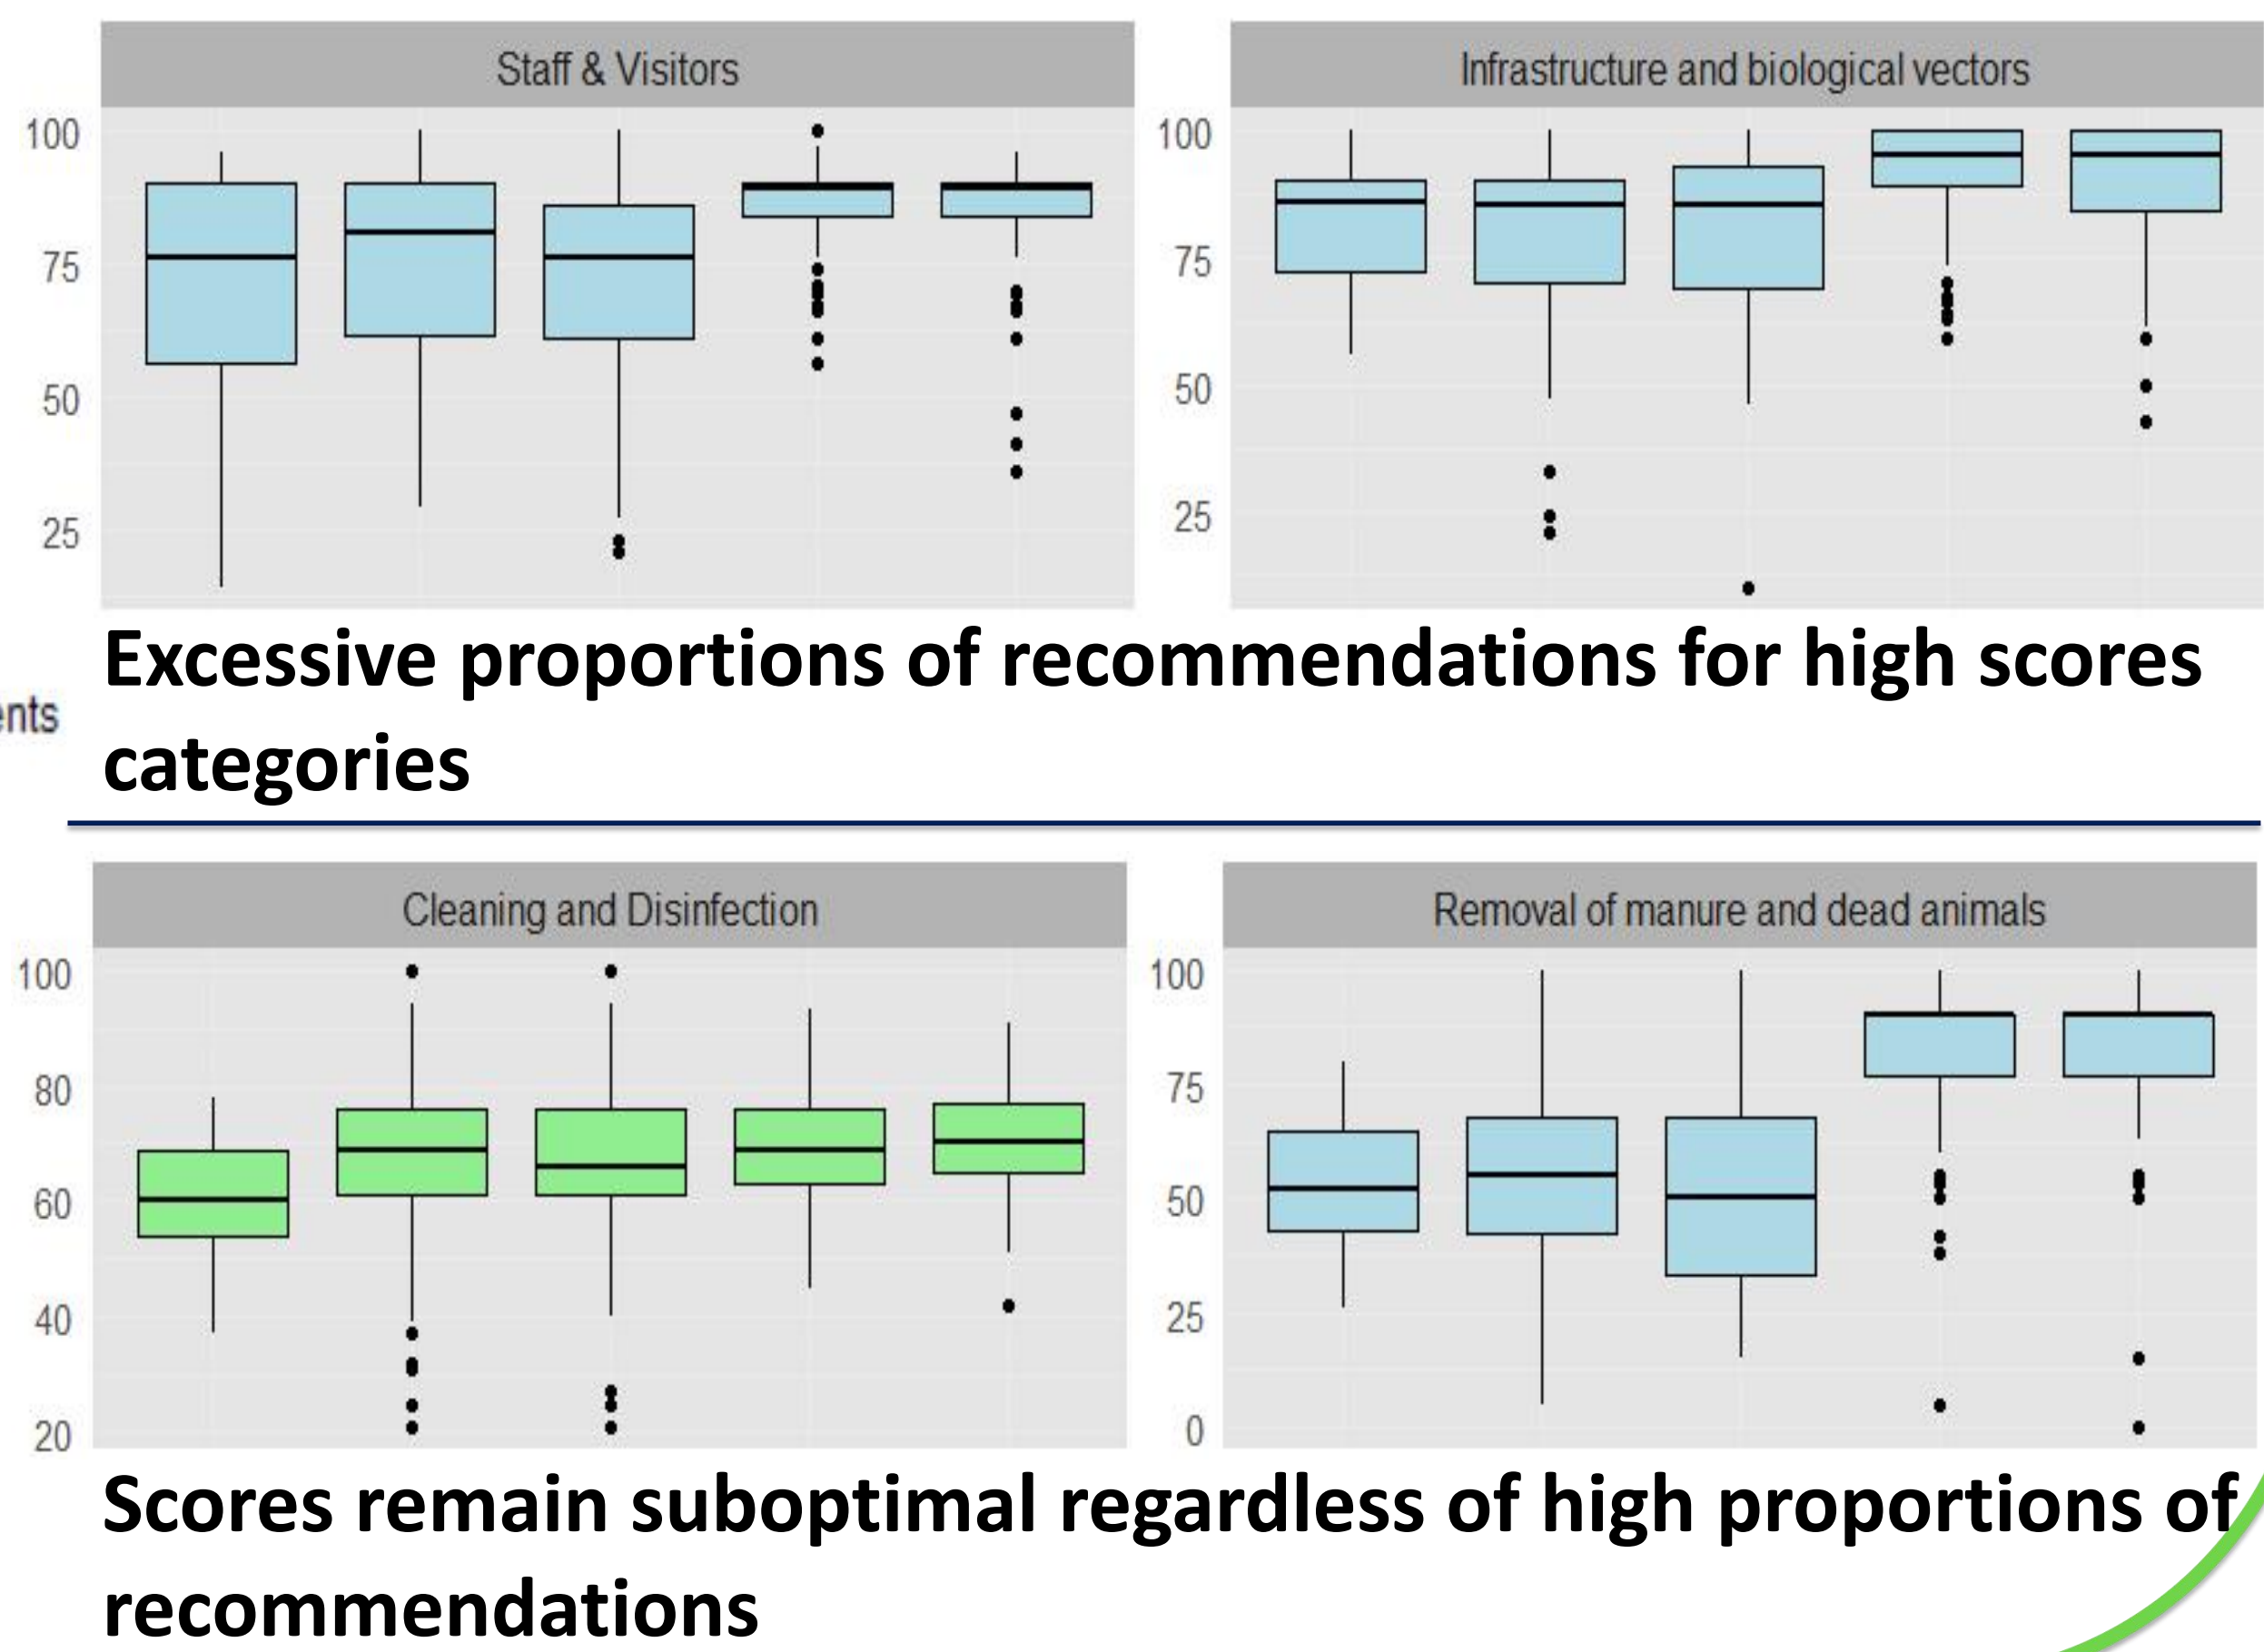 Staff & Visitors
100
75
50
25
Infrastructure and biological vectors
100
75
50
25
Excessive proportions of recommendations for high scores
categories
Cleaning and Disinfection
100
80
60
40
20
Removal of manure and dead animals
100
75
50
25
0
Scores remain suboptimal regardless of high proportions of
recommendations